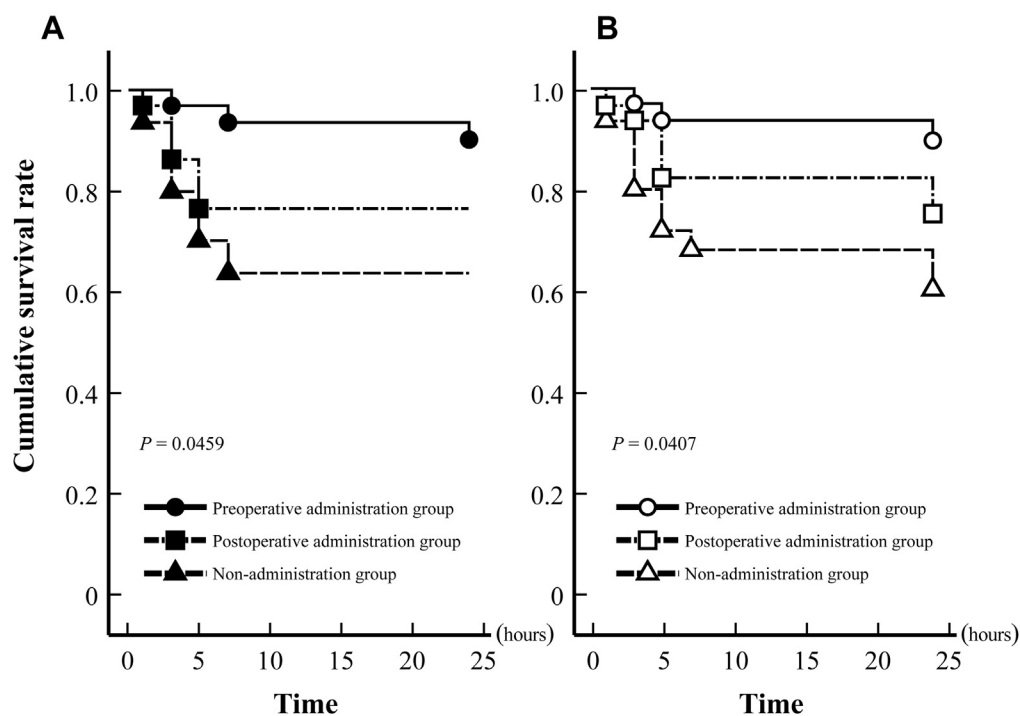 A
Cumulative survival rate
1.0
0.8
0.6
0.4
0.2
0
P = 0.0459
Preoperative administration group
Postoperative administration group
Non-administration group
0 5 10 15 20 25 (hours)
Time
B
1.0
0.8
0.6
0.4
0.2
0
P = 0.0407
Preoperative administration group
Postoperative administration group
Non-administration group
0 5 10 15 20 25 (hours)
Time